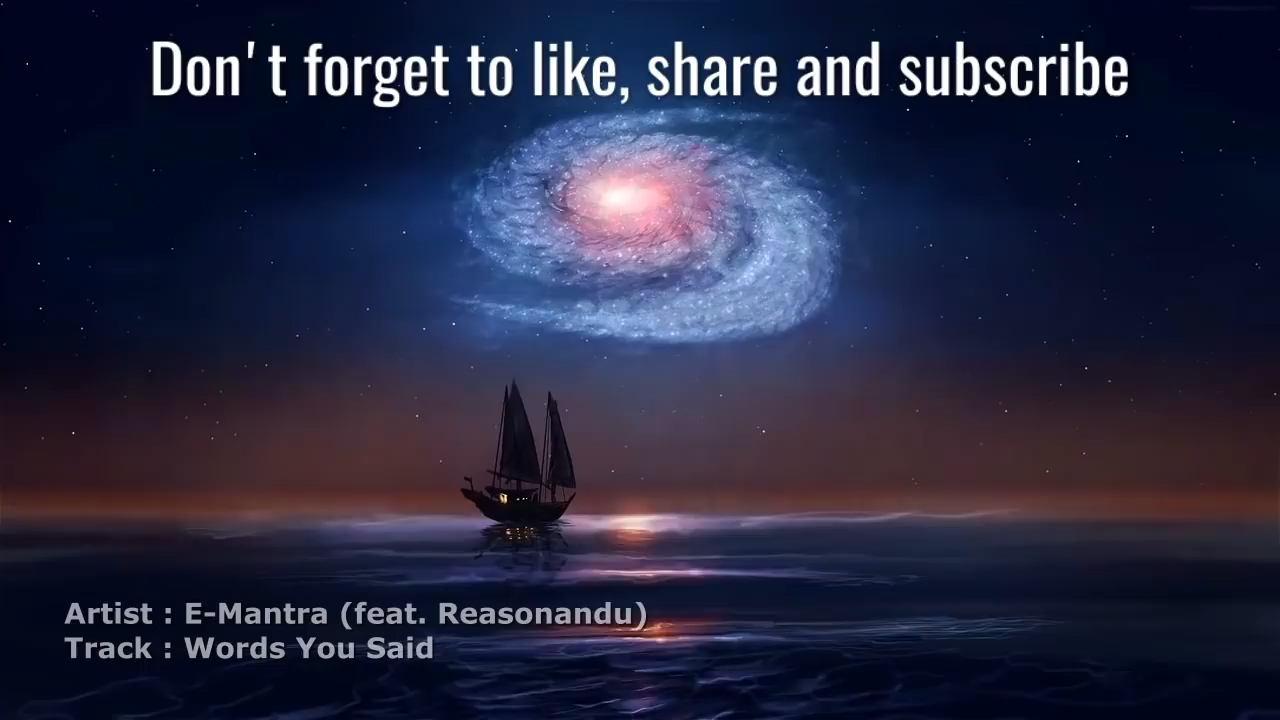 Don't forget to like, share and subscribe
Artist : E-Mantra (feat. Reasonandu)
Track : Words You Said